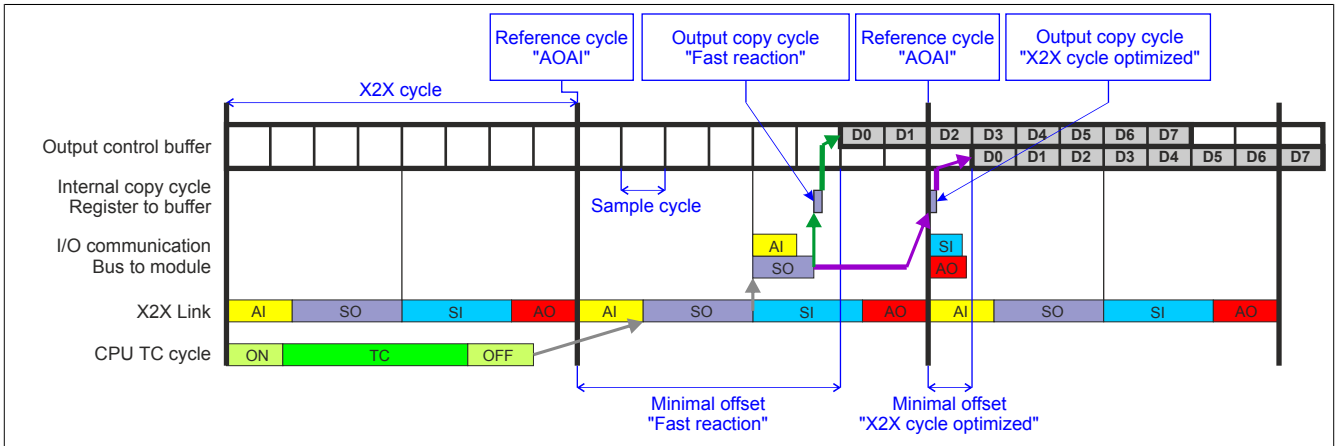 Reference cycle
"AOAI"
Output copy cycle
"Fast reaction"
Reference cycle
"AOAI"
Output copy cycle
"X2X cycle optimized"
X2X cycle
Output control buffer
D0 D1 D2 D3 D4 D5 D6 D7
D0 D1 D2 D3 D4 D5 D6 D7
Internal copy cycle
Register to buffer
Sample cycle
I/O communication
Bus to module
AI
SO
SI
AO
X2X Link
AI SO SI AO AI SO SI AO AI SO SI AO
CPU TC cycle
ON TC OFF
Minimal offset
"Fast reaction"
Minimal offset
"X2X cycle optimized"